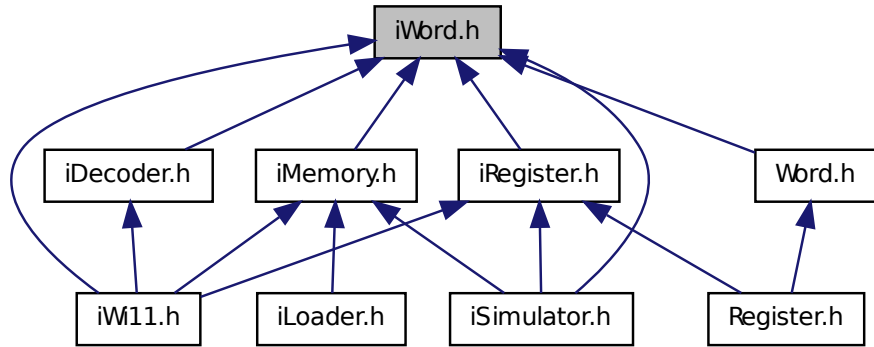 iWord.h
iDecoder.h
iMemory.h
iRegister.h
Word.h
iWi11.h
iLoader.h
iSimulator.h
Register.h